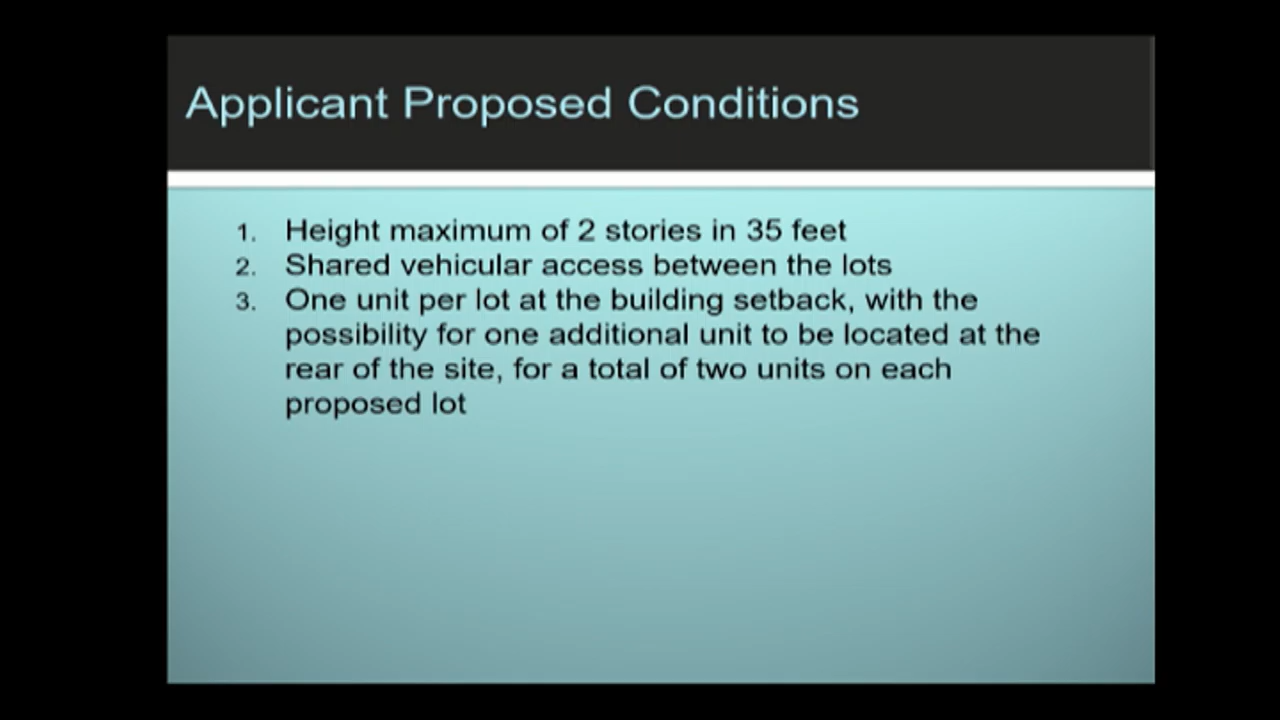 Applicant Proposed Conditions
1. Height maximum of 2 stories in 35 feet
2. Shared vehicular access between the lots
3. One unit per lot at the building setback, with the
possibility for one additional unit to be located at the
rear of the site, for a total of two units on each
proposed lot